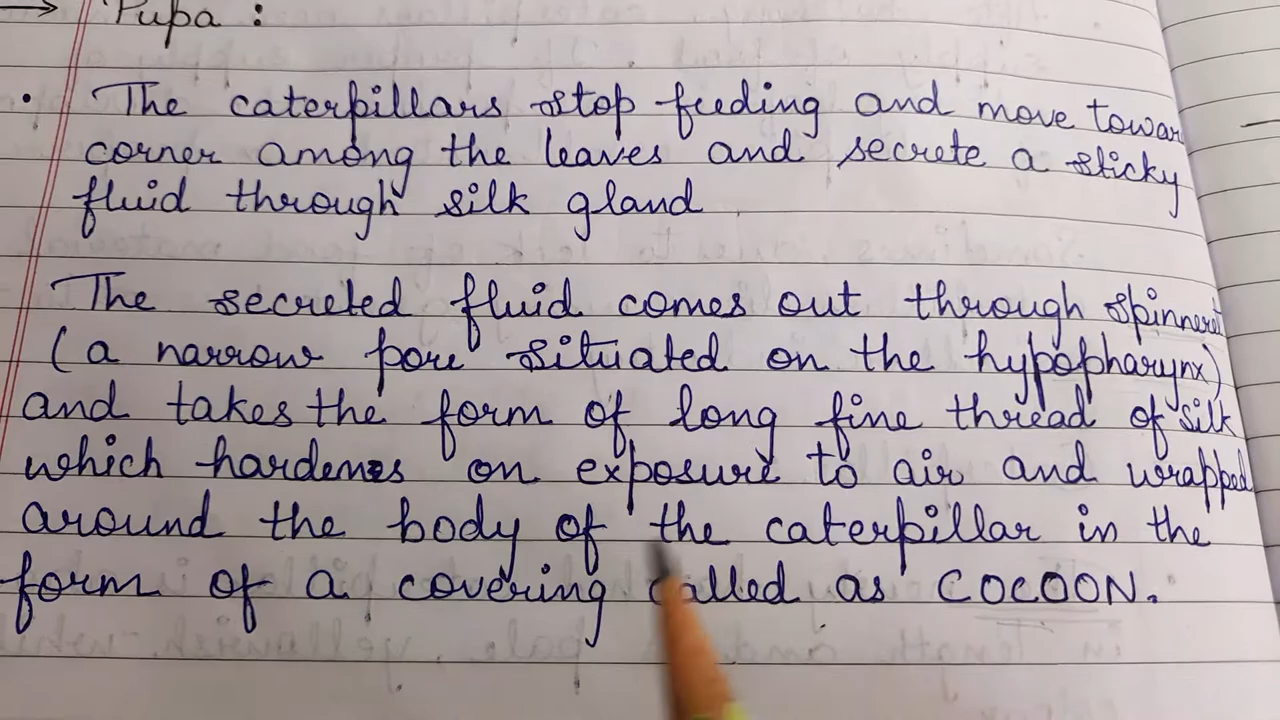 → Pupa :
• The caterpillars stop feeding and move towar
corner among the leaves and secrete a sticky
fluid through silk gland
The secreted fluid comes out through spinneret
(a narrow pore situated on the hypopharynx)
and takes the form of long fine thread of silk
which hardenes on exposure to air and wrapped
around the body of the caterpillar in the
form of a covering called as COCOON.